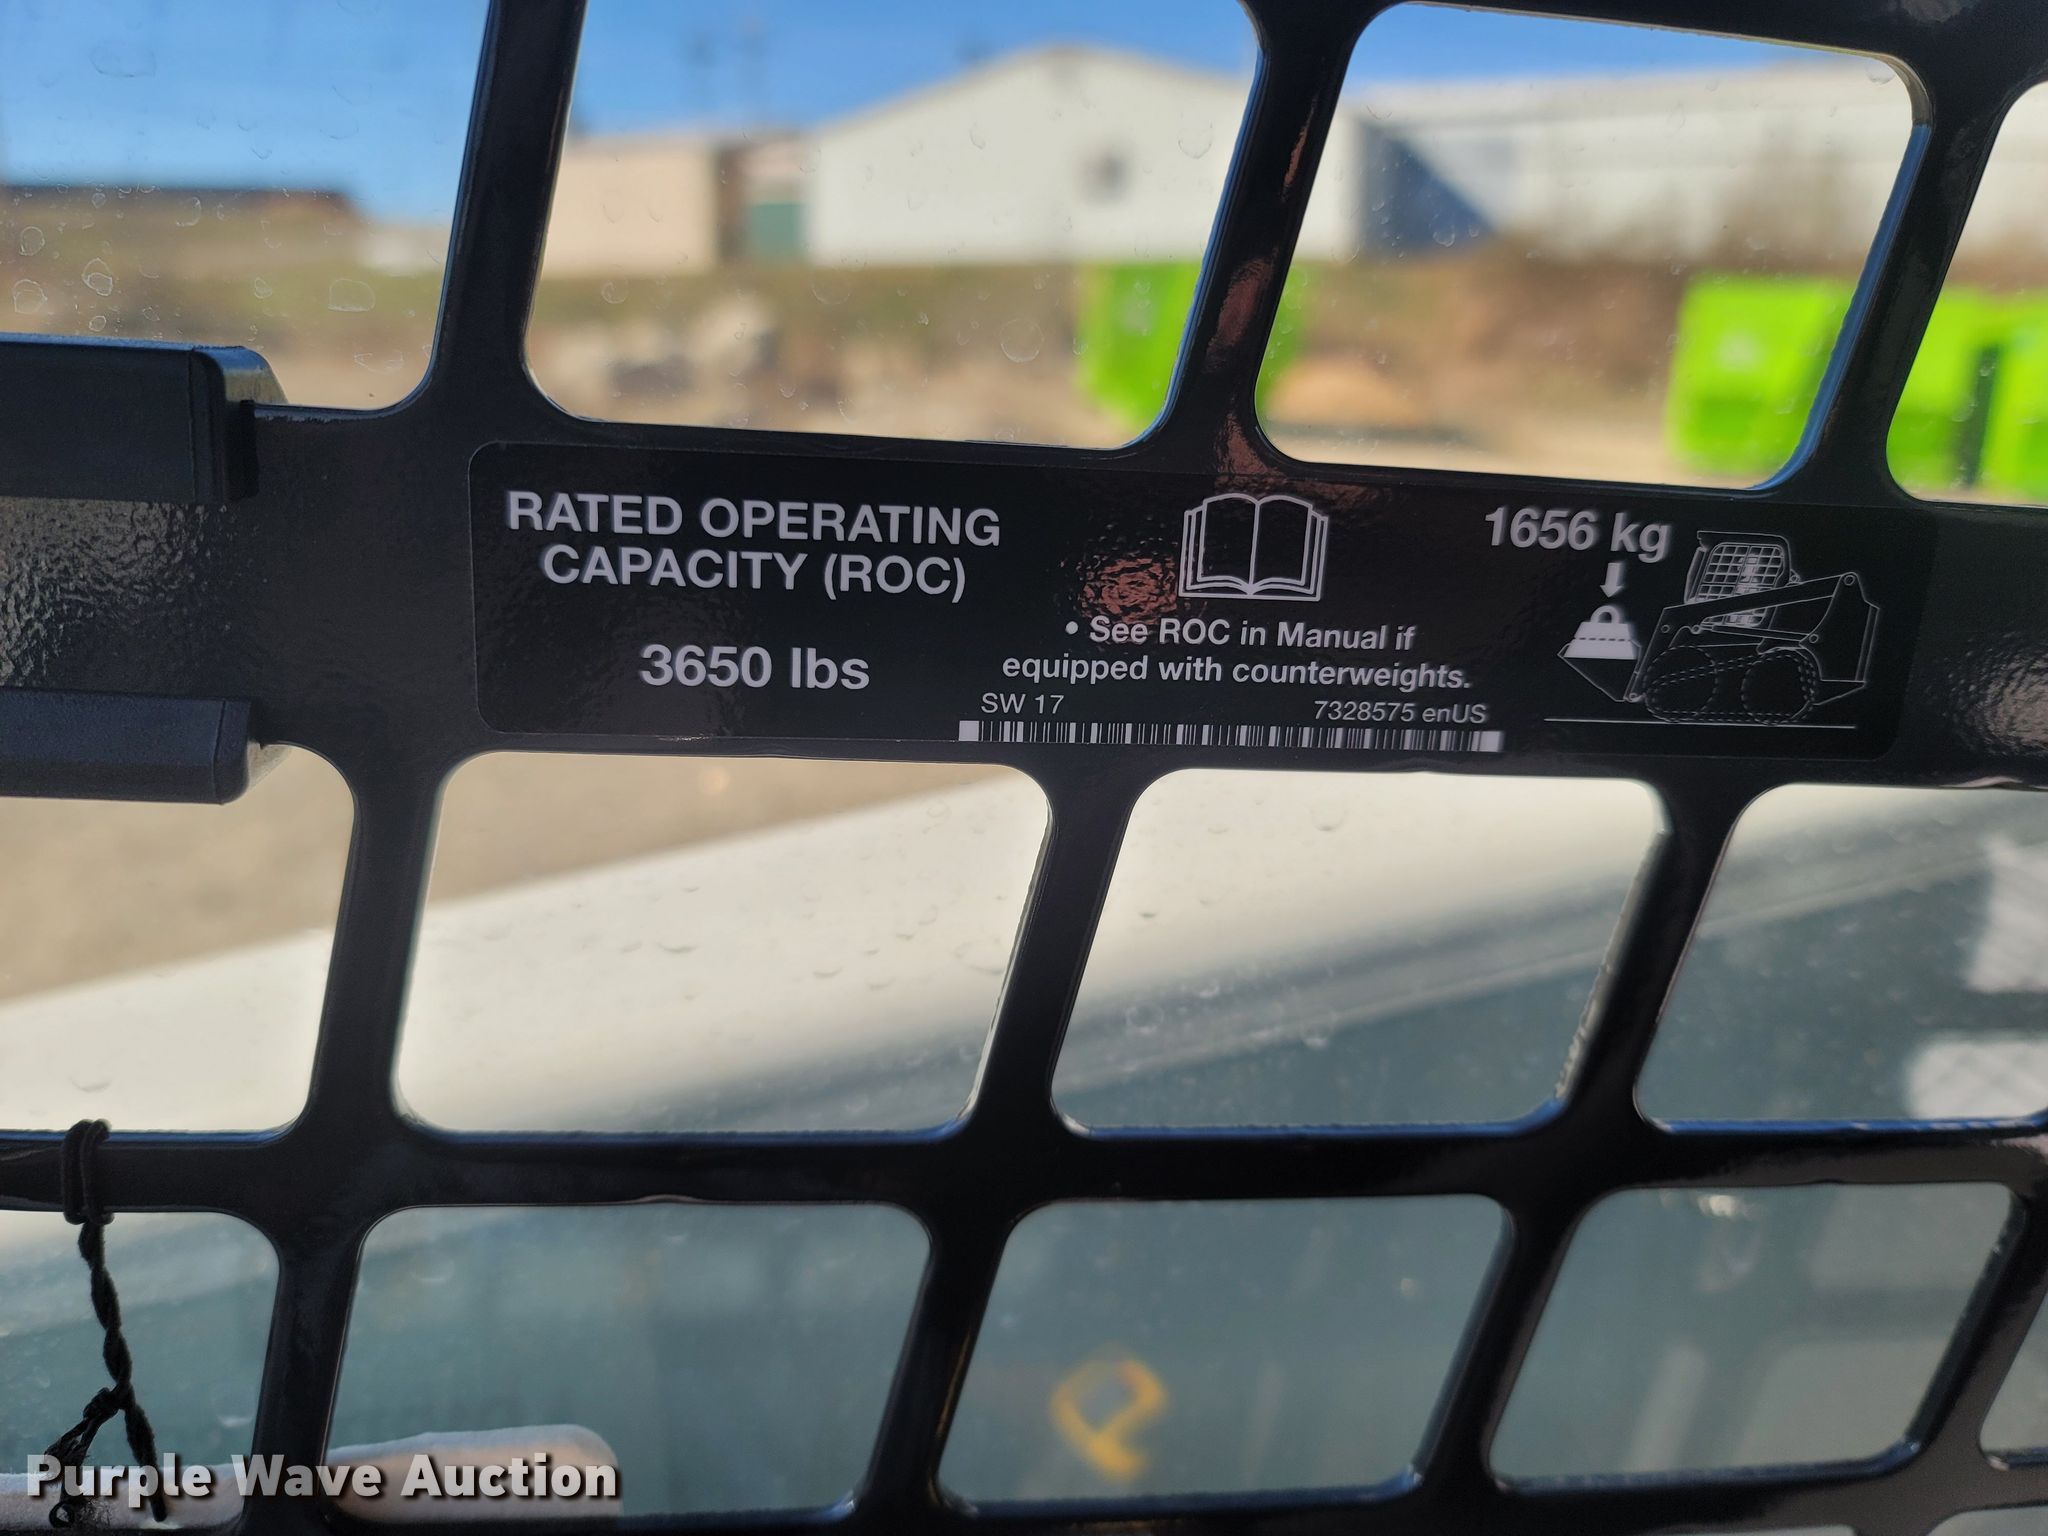 RATED OPERATING
CAPACITY (ROC)
3650 lbs
• See ROC in Manual if
equipped with counterweights.
SW 17
7328575 enUS
1656 kg
Purple Wave Auction